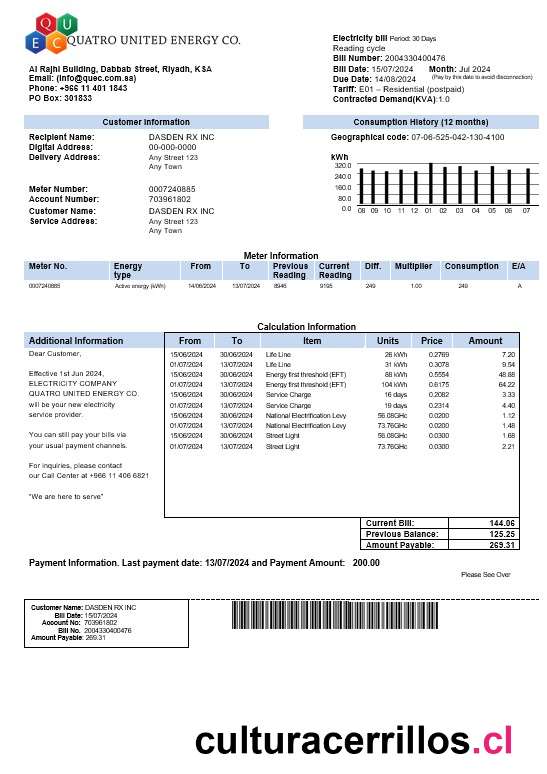 Q U
E C
QUATRO UNITED ENERGY CO.
Al Rajhi Building, Dabbab Street, Riyadh, KSA
Email: (info@quec.com.sa)
Phone: +966 11 401 1843
PO Box: 301833
Electricity bill Period: 30 Days
Reading cycle
Bill Number: 2004330400476
Bill Date: 15/07/2024 Month: Jul 2024
Due Date: 14/08/2024 (Pay by this date to avoid disconnection)
Tariff: E01 – Residential (postpaid)
Contracted Demand(KVA):1.0
Customer Information
Recipient Name: DASDEN RX INC
Digital Address: 00-000-0000
Delivery Address: Any Street 123
Any Town
Meter Number: 0007240885
Account Number: 703961802
Customer Name: DASDEN RX INC
Service Address: Any Street 123
Any Town
Consumption History (12 months)
Geographical code: 07-06-525-042-130-4100
kWh
320.0
240.0
160.0
80.0
0.0
08 09 10 11 12 01 02 03 04 05 06 07
Meter Information
Meter No. Energy type From To Previous Reading Current Reading Diff. Multiplier Consumption E/A
0007240885 Active energy (kWh) 14/06/2024 13/07/2024 8946 9195 249 1.00 249 A
Calculation Information
Additional Information
Dear Customer,
Effective 1st Jun 2024,
ELECTRICITY COMPANY
QUATRO UNITED ENERGY CO.
will be your new electricity
service provider.
You can still pay your bills via
your usual payment channels.
For inquiries, please contact
our Call Center at +966 11 406 6821
"We are here to serve"
From To Item Units Price Amount
15/06/2024 30/06/2024 Life Line 26 kWh 0.2769 7.20
01/07/2024 13/07/2024 Life Line 31 kWh 0.3078 9.54
15/06/2024 30/06/2024 Energy first threshold (EFT) 88 kWh 0.5554 48.88
01/07/2024 13/07/2024 Energy first threshold (EFT) 104 kWh 0.6175 64.22
15/06/2024 30/06/2024 Service Charge 16 days 0.2082 3.33
01/07/2024 13/07/2024 Service Charge 19 days 0.2314 4.40
15/06/2024 30/06/2024 National Electrification Levy 56.08GHc 0.0200 1.12
01/07/2024 13/07/2024 National Electrification Levy 73.76GHc 0.0200 1.48
15/06/2024 30/06/2024 Street Light 56.08GHc 0.0300 1.68
01/07/2024 13/07/2024 Street Light 73.76GHc 0.0300 2.21
Current Bill: 144.06
Previous Balance: 125.25
Amount Payable: 269.31
Payment Information. Last payment date: 13/07/2024 and Payment Amount: 200.00
Please See Over
Customer Name: DASDEN RX INC
Bill Date: 15/07/2024
Account No: 703961802
Bill No. 2004330400476
Amount Payable: 269.31
culturacerrillos.cl